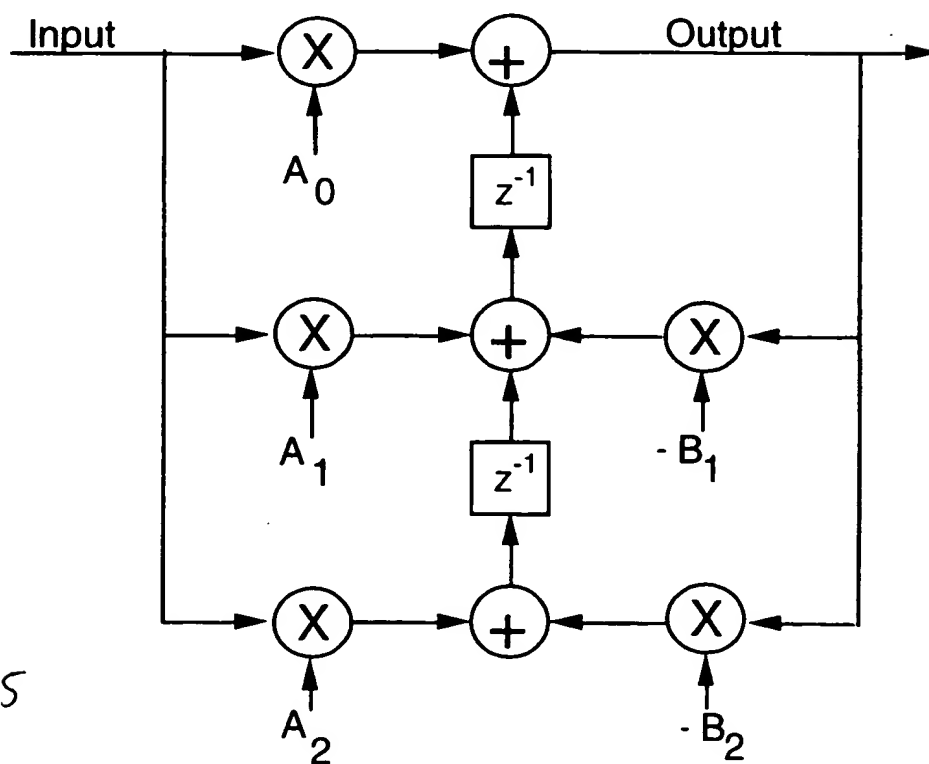 Input Output
X +
A0
z-1
X + X
A1 - B1
z-1
X + X
S
A2 - B2